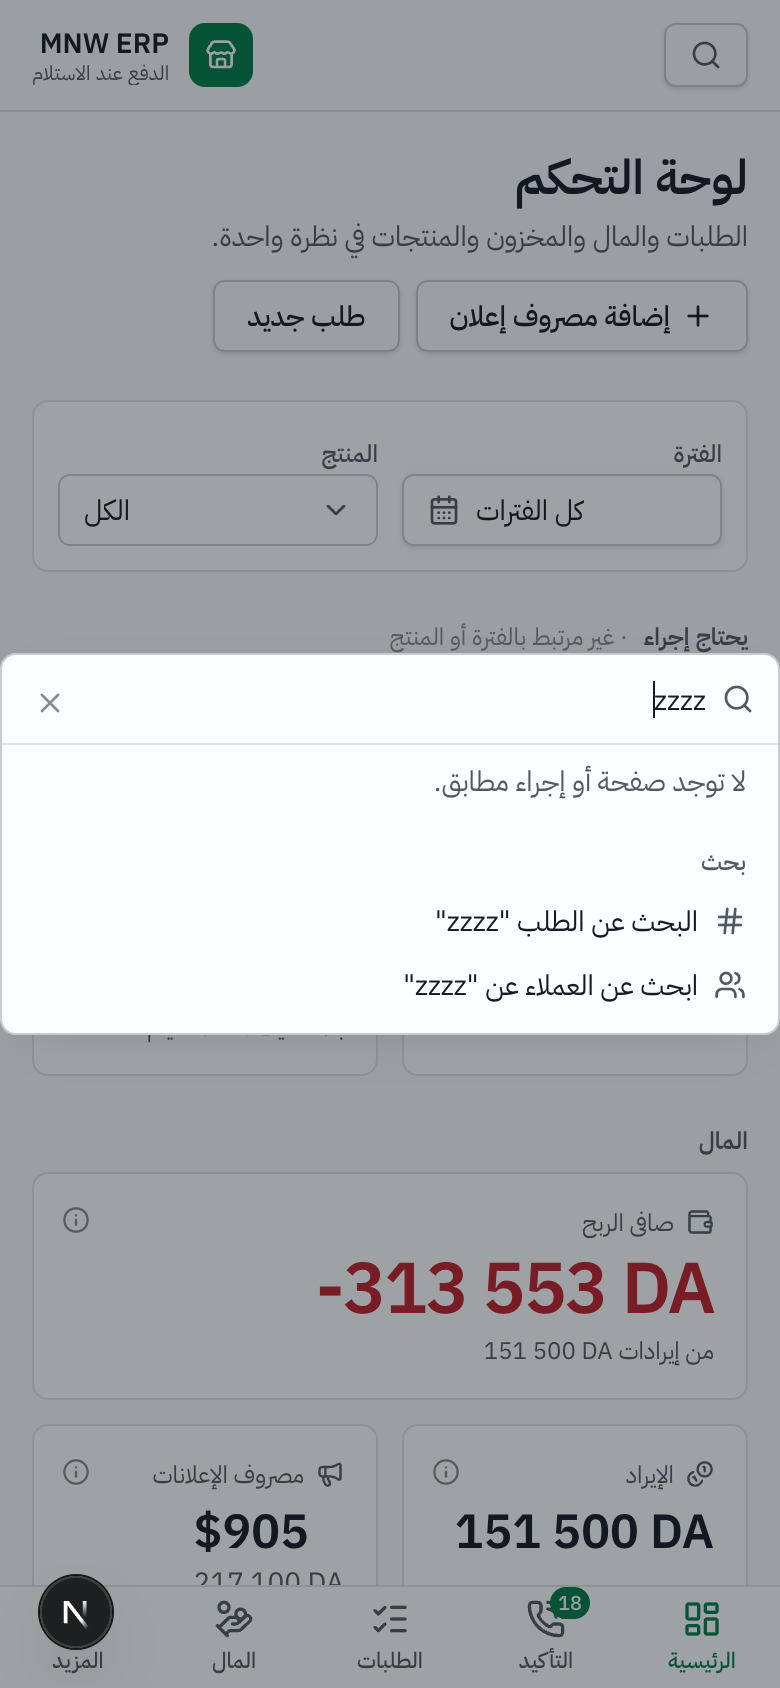 MNW ERP
الدفع عند الاستلام
لوحة التحكم
الطلبات والمال والمخزون والمنتجات في نظرة واحدة.
إضافة مصروف إعلان
طلب جديد
الفترة
المنتج
كل الفترات
الكل
يحتاج إجراء · غير مرتبط بالفترة أو المنتج
zzzz
لا توجد صفحة أو إجراء مطابق.
بحث
البحث عن الطلب "zzzz"
ابحث عن العملاء عن "zzzz"
المال
صافي الربح
-313 553 DA
من إيرادات 151 500 DA
الإيراد
151 500 DA
مصروف الإعلانات
$905
217 100 DA
الرئيسية
18
التأكيد
الطلبات
المال
N
المزيد